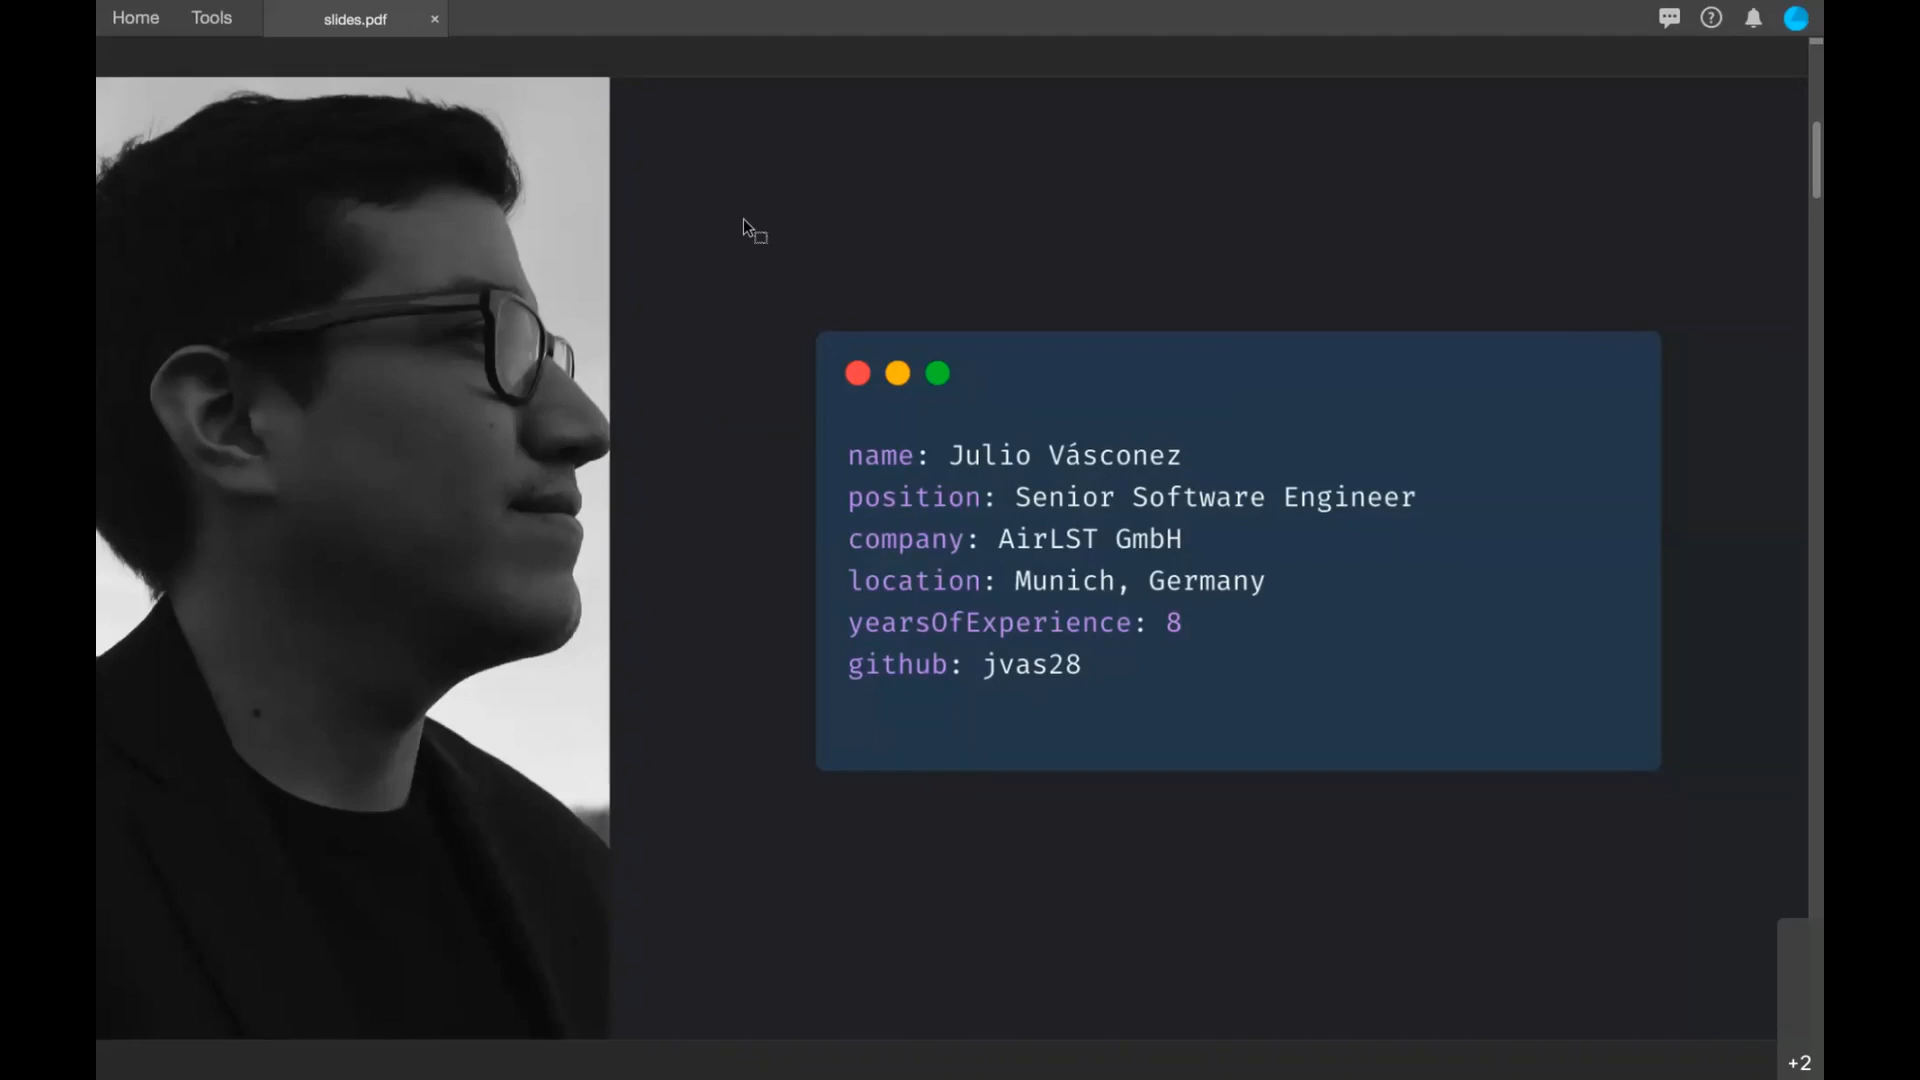 Home Tools slides.pdf ×
name: Julio Vásconez
position: Senior Software Engineer
company: AirLST GmbH
location: Munich, Germany
yearsOfExperience: 8
github: jvas28
+2